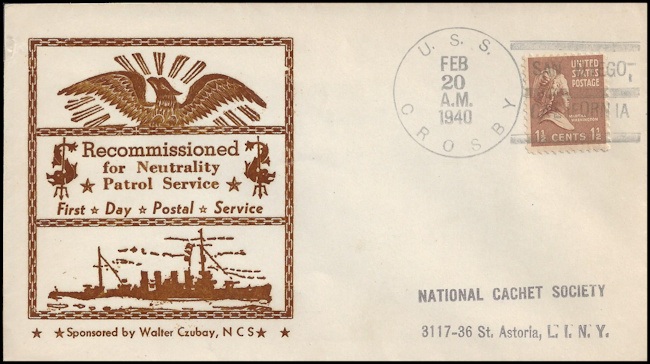 Recommissioned
for Neutrality
Patrol Service
First Day Postal Service
Sponsored by Walter Czubay, N C S
U. S. S.
CROSBY
FEB
20
A.M.
1940
SAN DIEGO,
CALIFORNIA
UNITED
STATES
POSTAGE
MARTHA
WASHINGTON
1½ CENTS 1½
NATIONAL CACHET SOCIETY
3117-36 St. Astoria, L. I. N. Y.